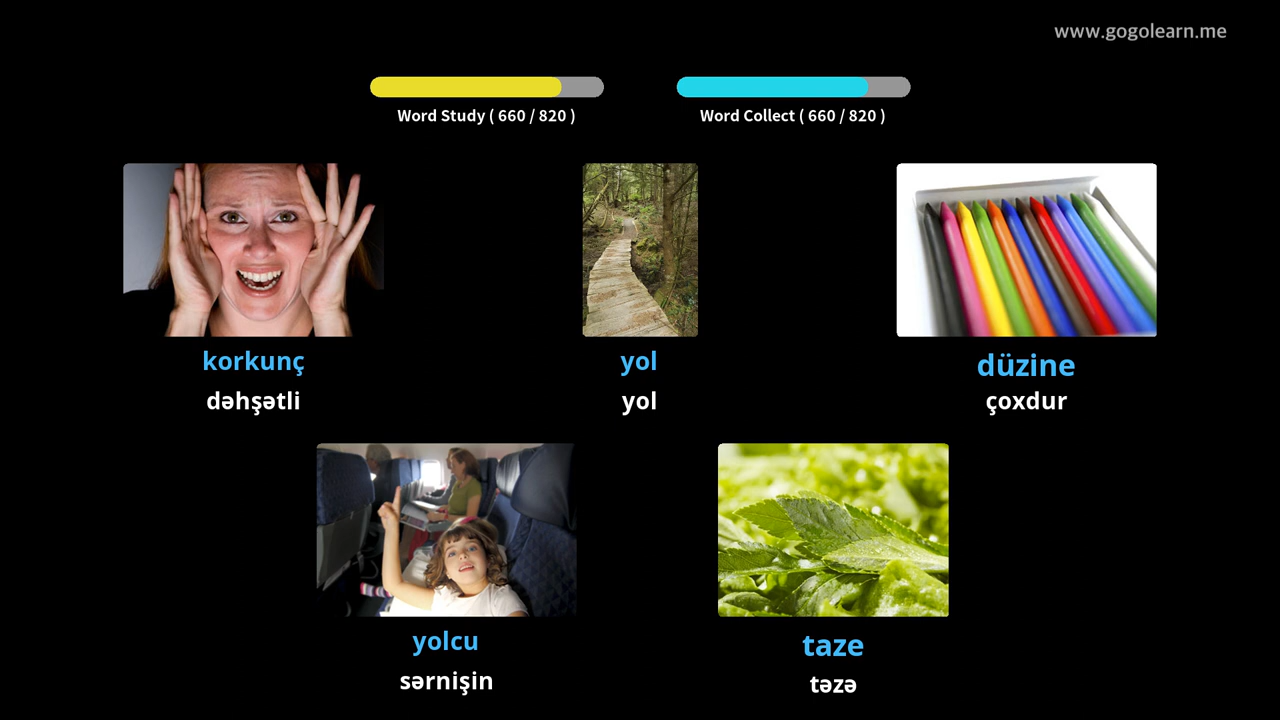 www.gogolearn.me
Word Study ( 660 / 820 )
Word Collect ( 660 / 820 )
korkunç
dəhşətli
yol
yol
düzine
çoxdur
yolcu
sərnişin
taze
təzə